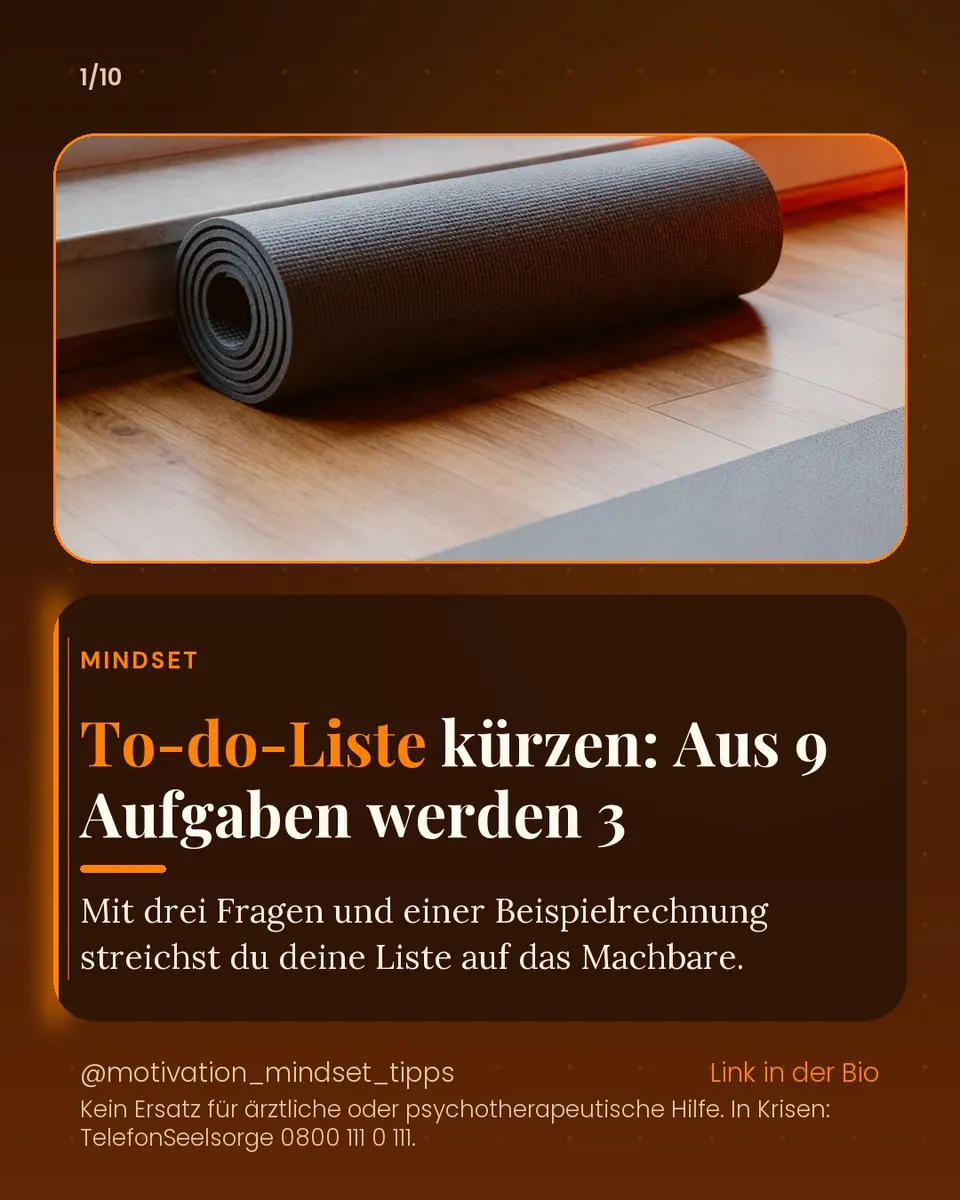 1/10
MINDSET
To-do-Liste kürzen: Aus 9
Aufgaben werden 3
Mit drei Fragen und einer Beispielrechnung
streichst du deine Liste auf das Machbare.
@motivation_mindset_tipps
Link in der Bio
Kein Ersatz für ärztliche oder psychotherapeutische Hilfe. In Krisen:
TelefonSeelsorge 0800 111 0 111.